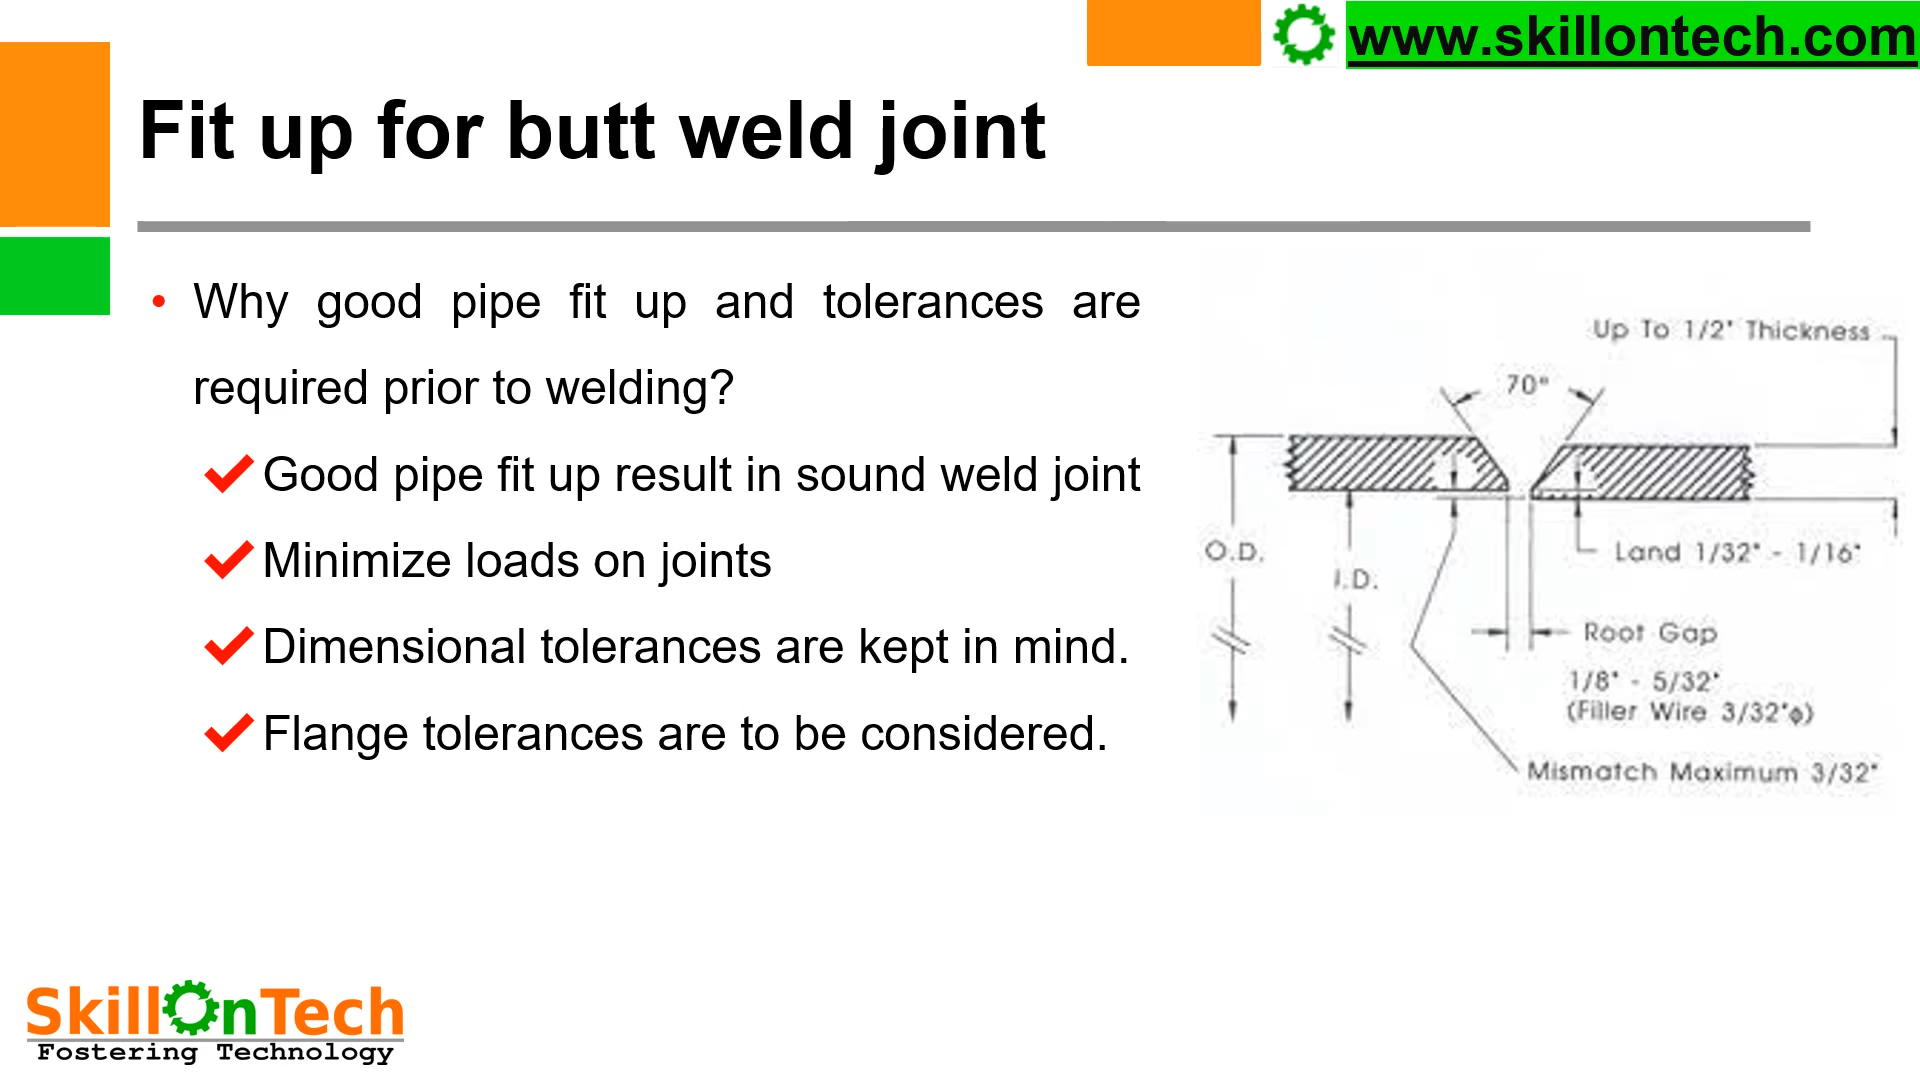 www.skillontech.com
Fit up for butt weld joint
• Why good pipe fit up and tolerances are
required prior to welding?
✔Good pipe fit up result in sound weld joint
✔Minimize loads on joints
✔Dimensional tolerances are kept in mind.
✔Flange tolerances are to be considered.
Up To 1/2" Thickness
70°
O.D.
I.D.
Land 1/32" - 1/16"
Root Gap
1/8" - 5/32"
(Filler Wire 3/32"ϕ)
Mismatch Maximum 3/32"
SkillOnTech
Fostering Technology